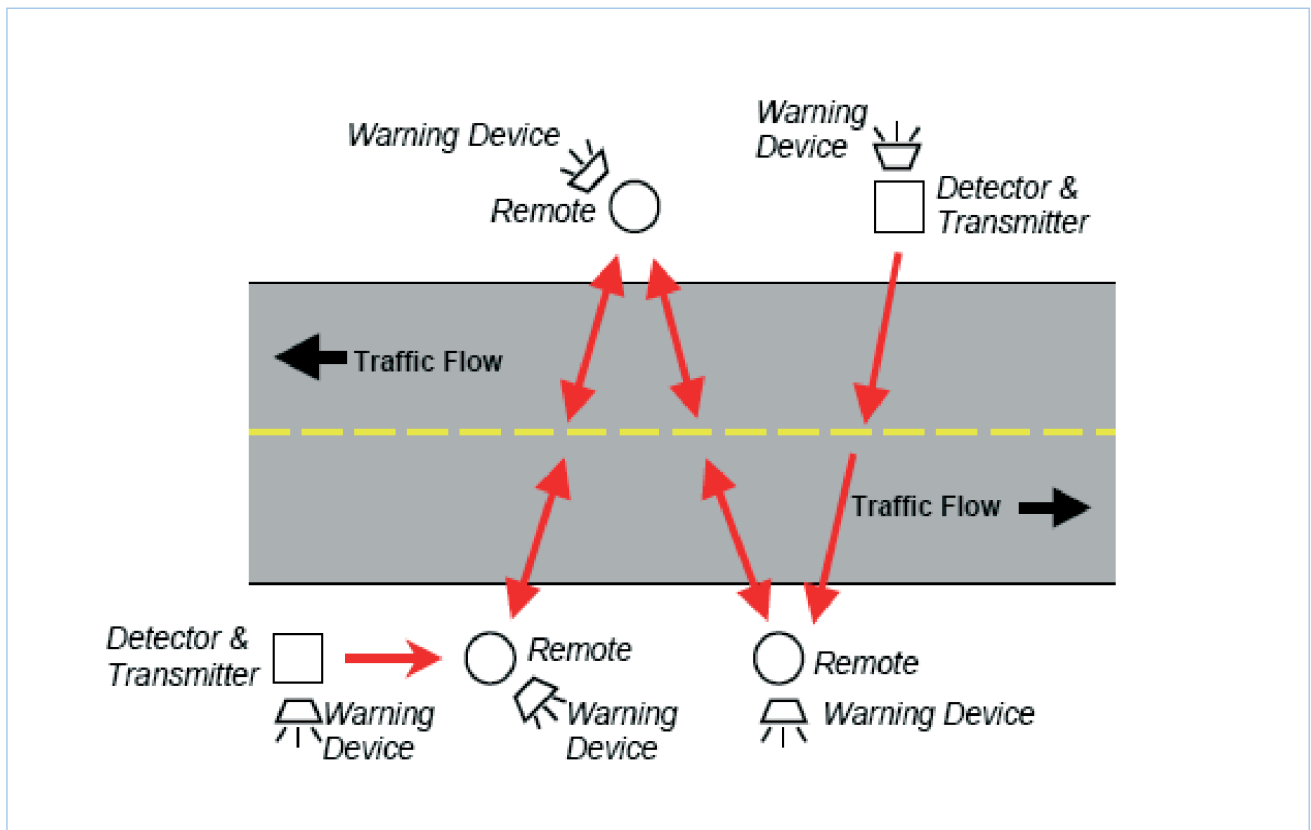 Warning Device
Remote
Warning
Device
Detector &
Transmitter
Traffic Flow
Traffic Flow
Detector &
Transmitter
Warning
Device
Remote
Warning
Device
Remote
Warning Device